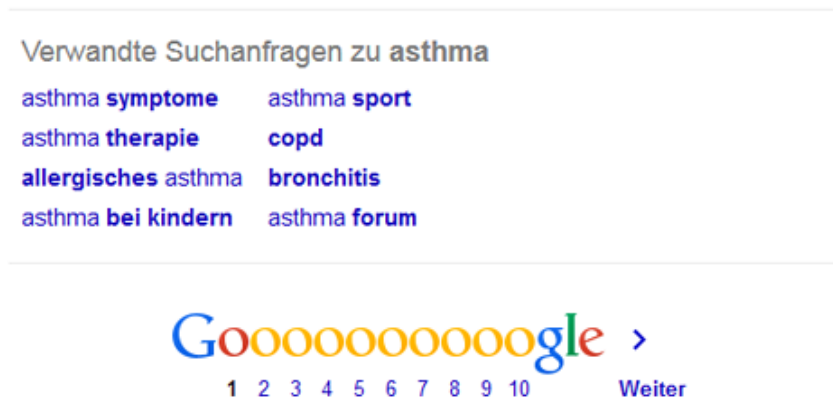 Verwandte Suchanfragen zu asthma
asthma symptome asthma sport
asthma therapie copd
allergisches asthma bronchitis
asthma bei kindern asthma forum
Goooooooooogle >
1 2 3 4 5 6 7 8 9 10 Weiter